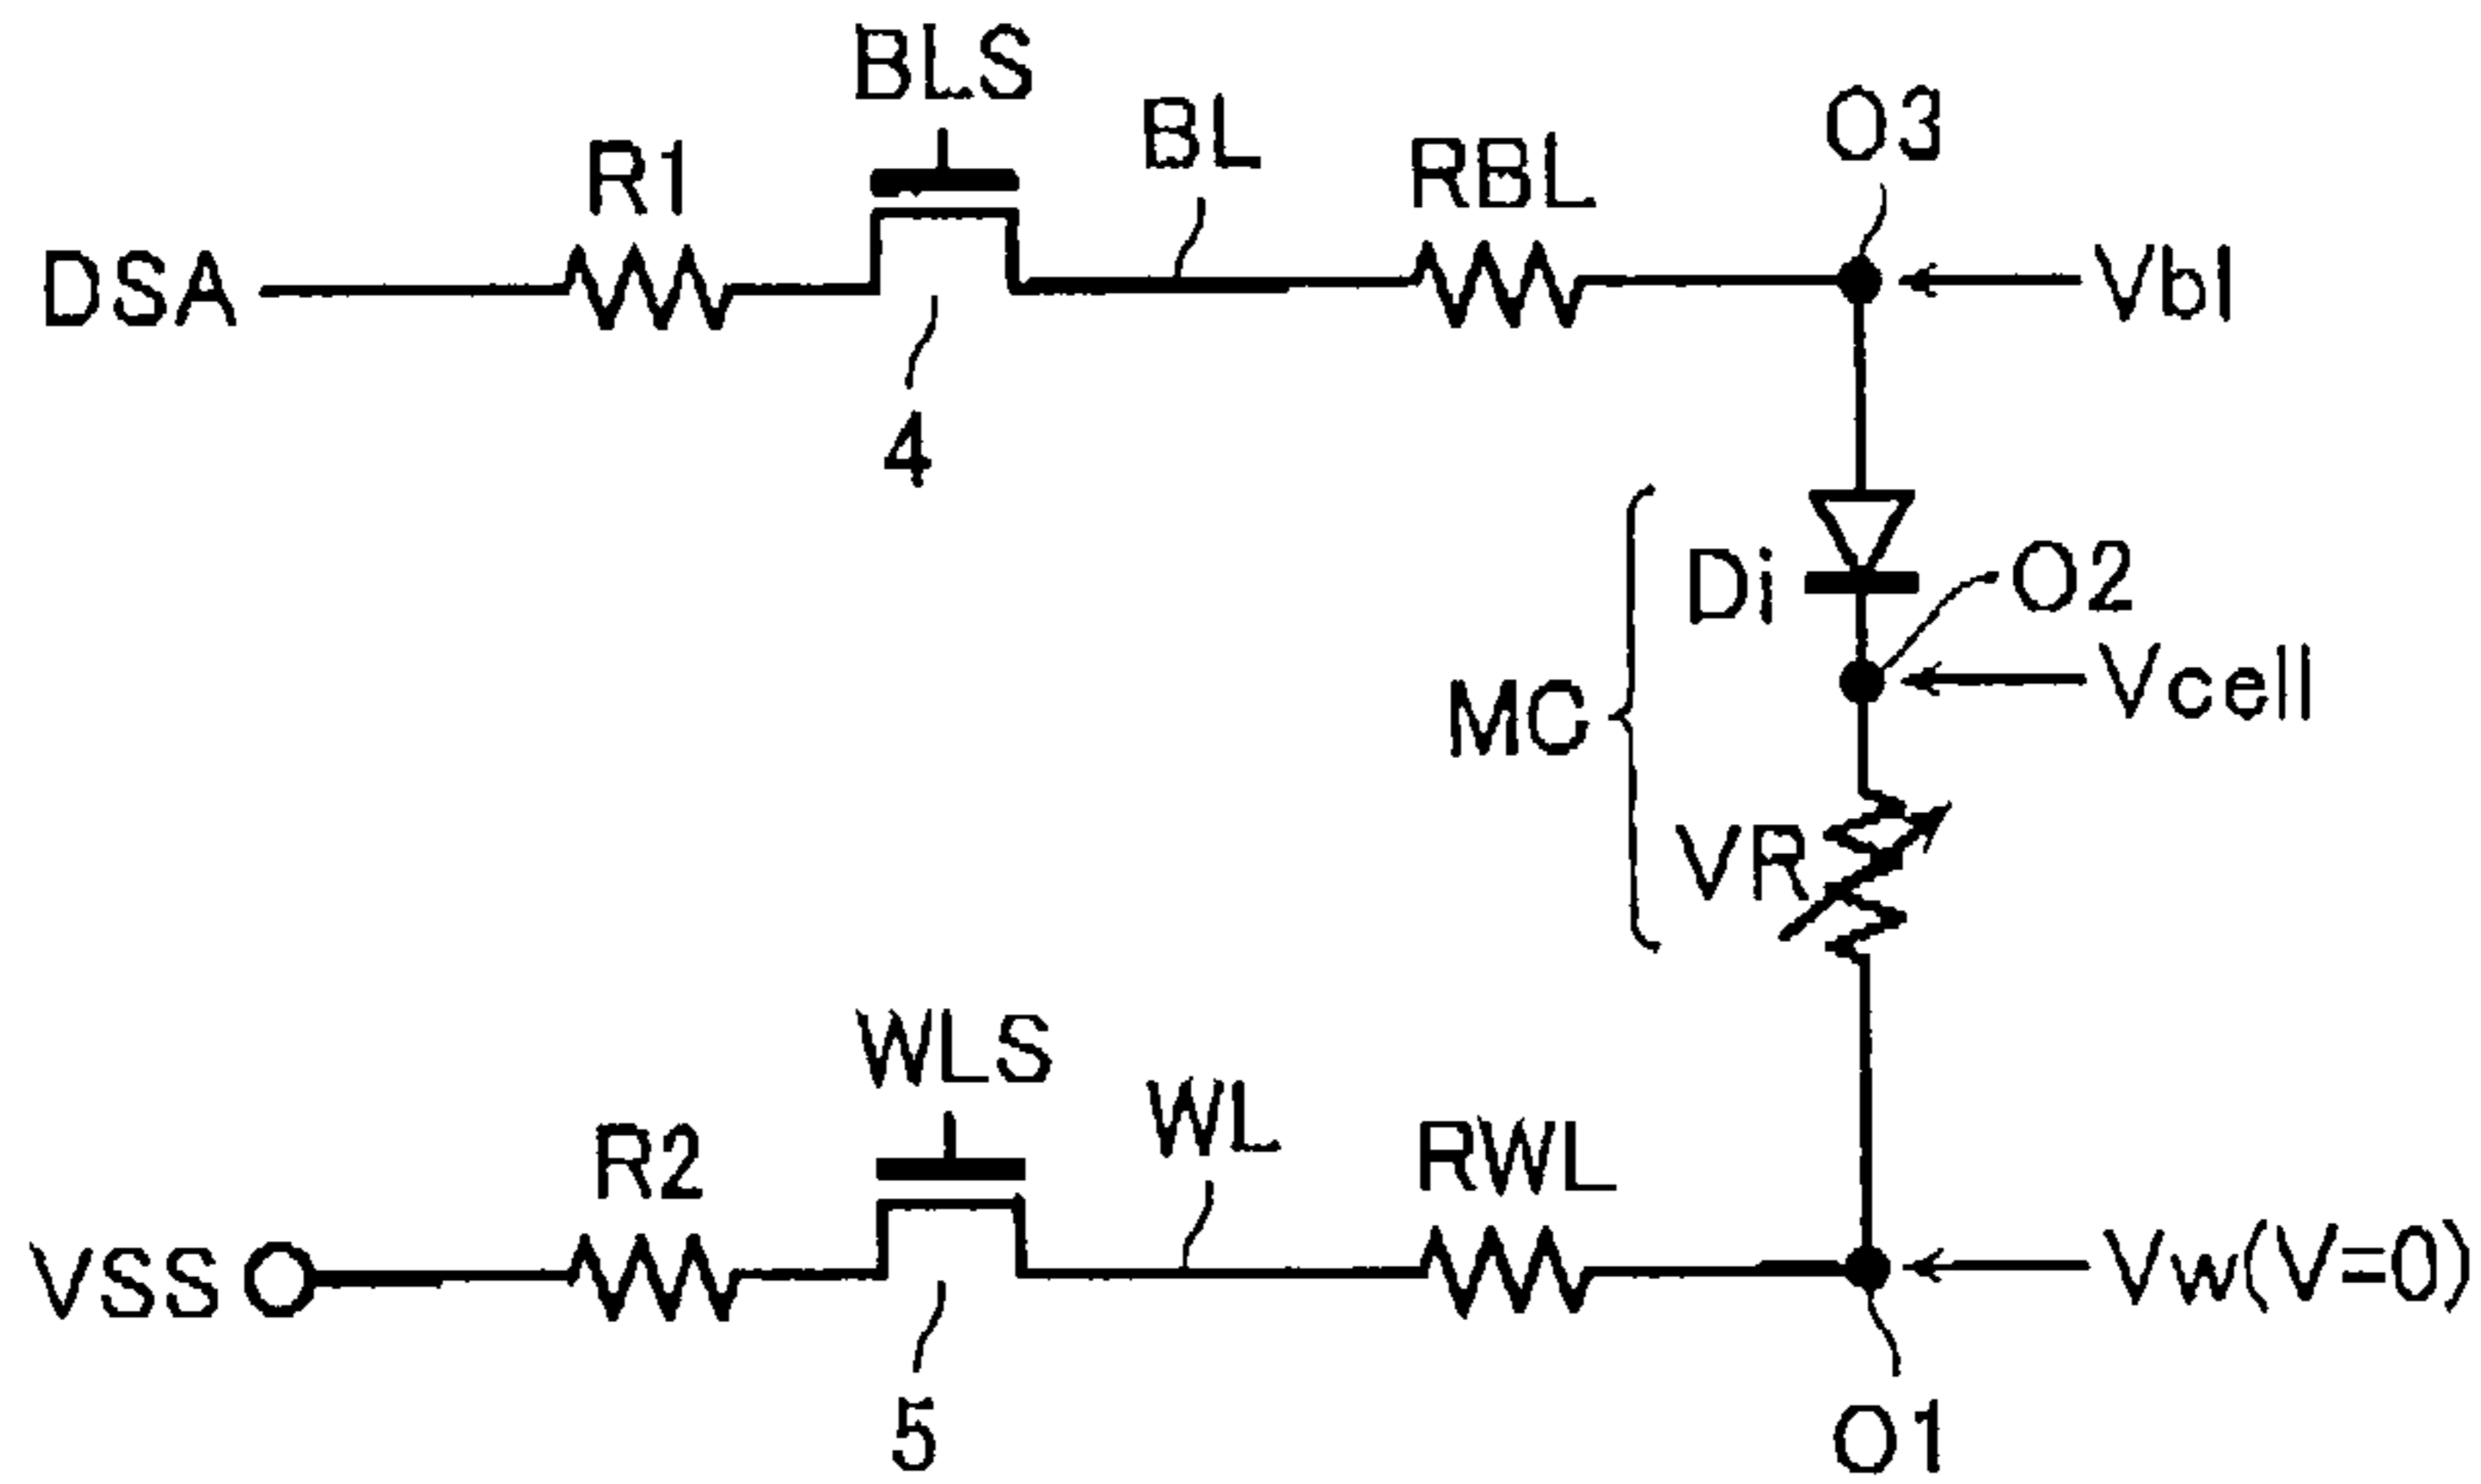 BLS
O3
BL
R1
RBL
DSA
Vbl
4
Di
O2
Vcell
MC
VR
WLS
WL
R2
RWL
VSS
Vw(V=0)
5
O1